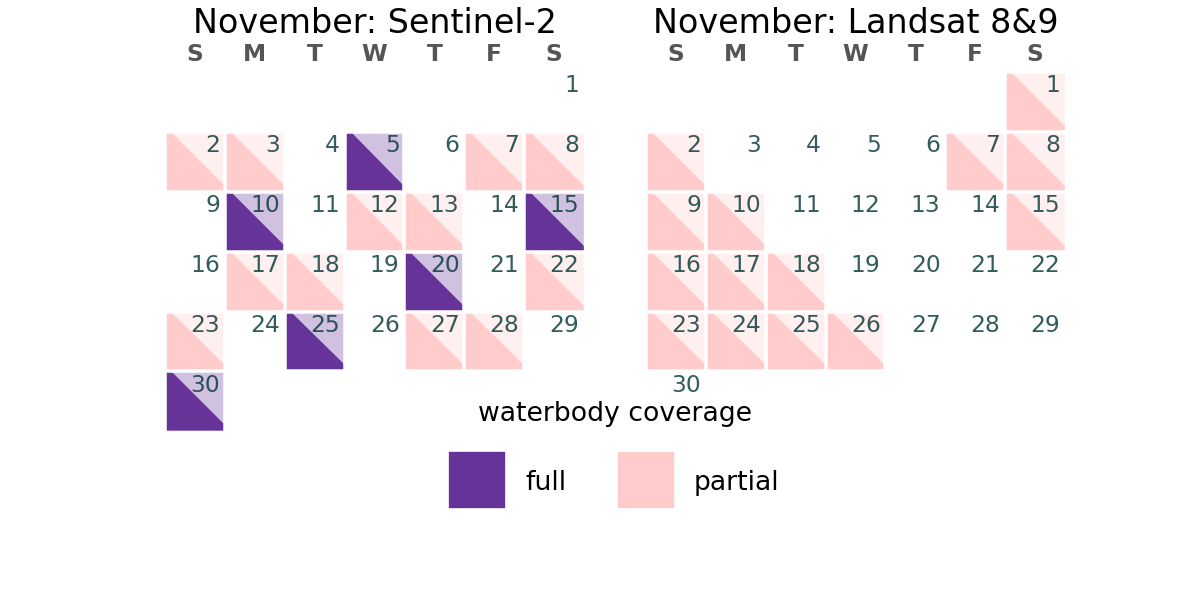 November: Sentinel-2
S M T W T F S
1
2 3 4 5 6 7 8
9 10 11 12 13 14 15
16 17 18 19 20 21 22
23 24 25 26 27 28 29
30
November: Landsat 8&9
S M T W T F S
1
2 3 4 5 6 7 8
9 10 11 12 13 14 15
16 17 18 19 20 21 22
23 24 25 26 27 28 29
30
waterbody coverage
full partial